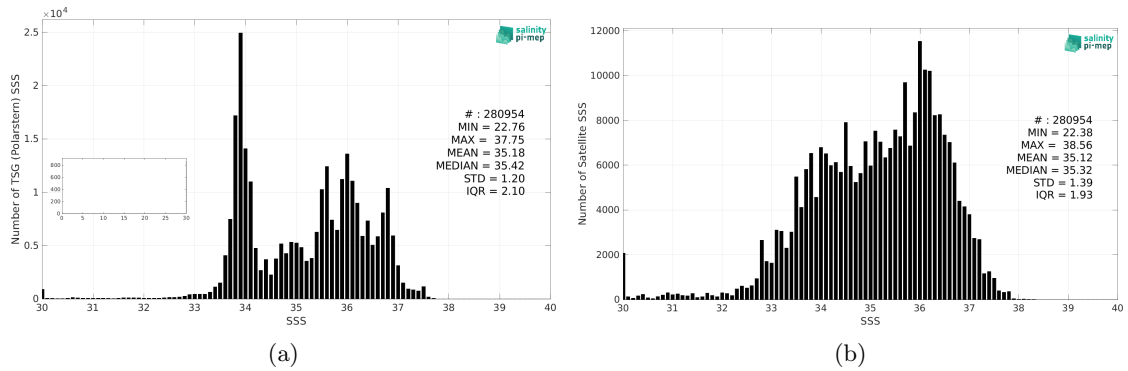 ×10⁴
2.5
2
1.5
1
0.5
0
30 31 32 33 34 35 36 37 38 39 40
SSS
Number of TSG (Polarstern) SSS
800
600
400
200
0
0 5 10 15 20 25 30
salinity
pi-mep
# : 280954
MIN = 22.76
MAX = 37.75
MEAN = 35.18
MEDIAN = 35.42
STD = 1.20
IQR = 2.10
(a)
12000
10000
8000
6000
4000
2000
0
30 31 32 33 34 35 36 37 38 39 40
SSS
Number of Satellite SSS
salinity
pi-mep
# : 280954
MIN = 22.38
MAX = 38.56
MEAN = 35.12
MEDIAN = 35.32
STD = 1.39
IQR = 1.93
(b)